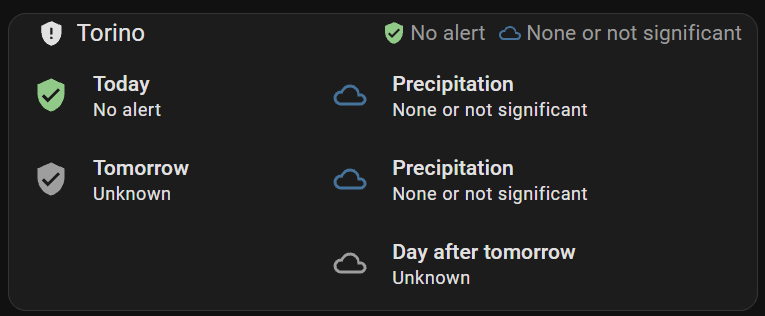 Torino
No alert None or not significant
Today
No alert
Precipitation
None or not significant
Tomorrow
Unknown
Precipitation
None or not significant
Day after tomorrow
Unknown